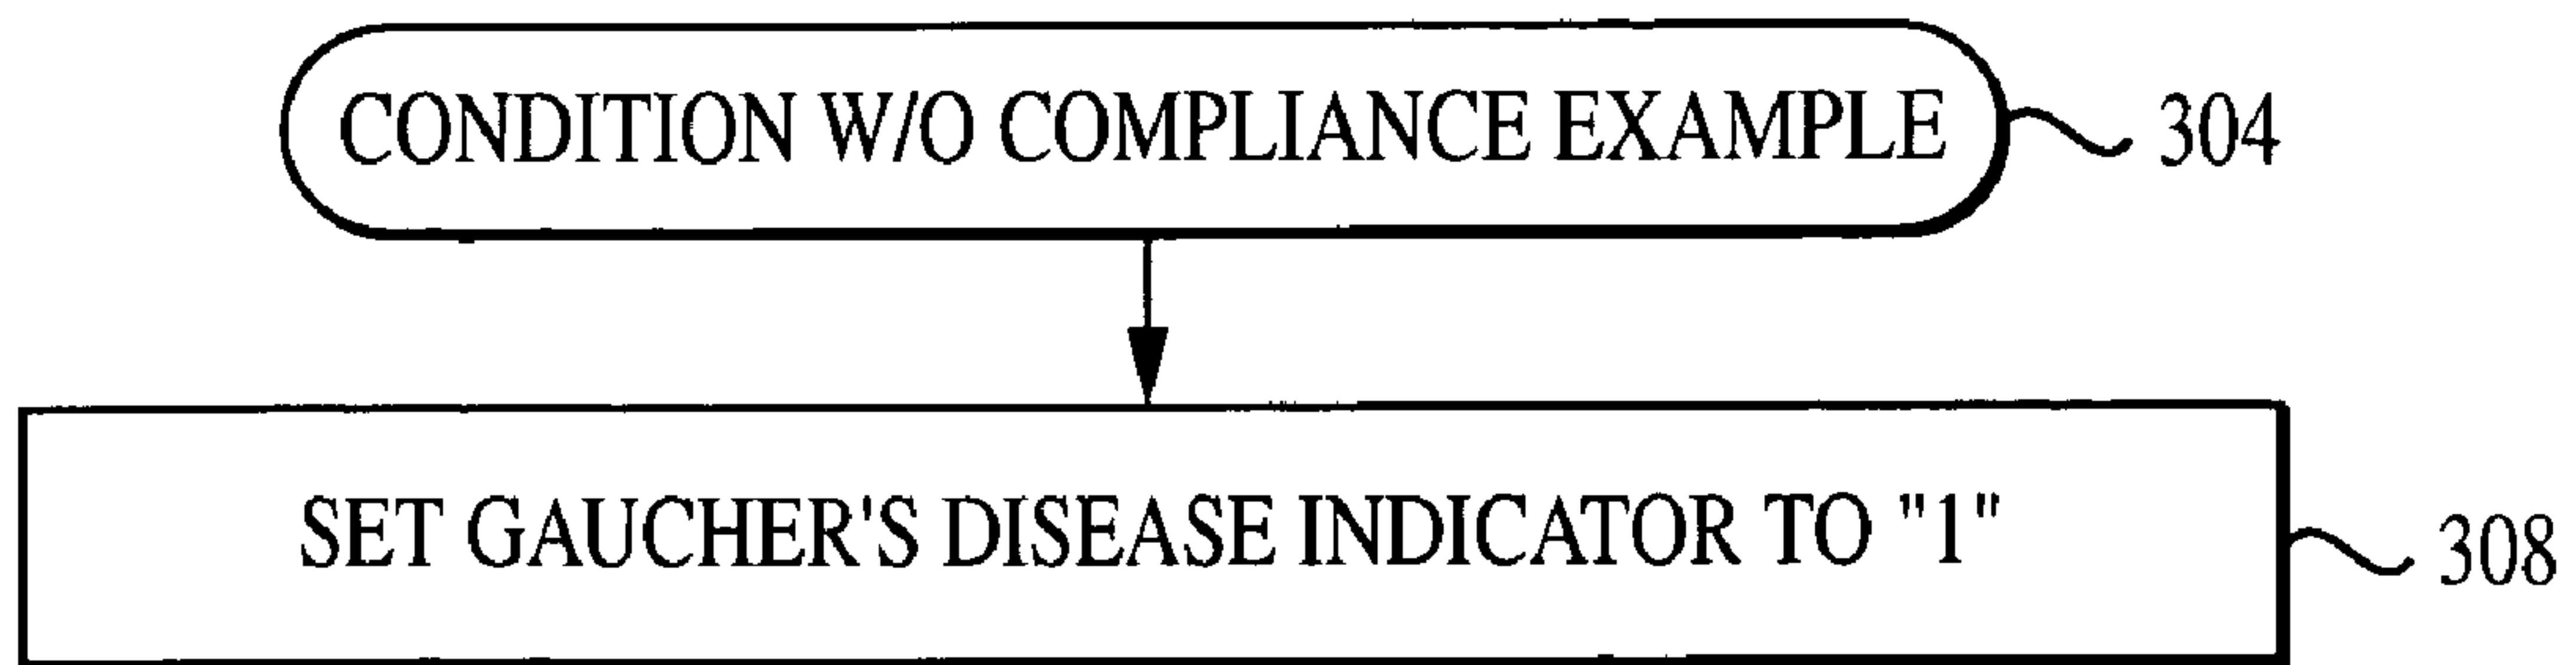 CONDITION W/O COMPLIANCE EXAMPLE
304
SET GAUCHER'S DISEASE INDICATOR TO "1"
308